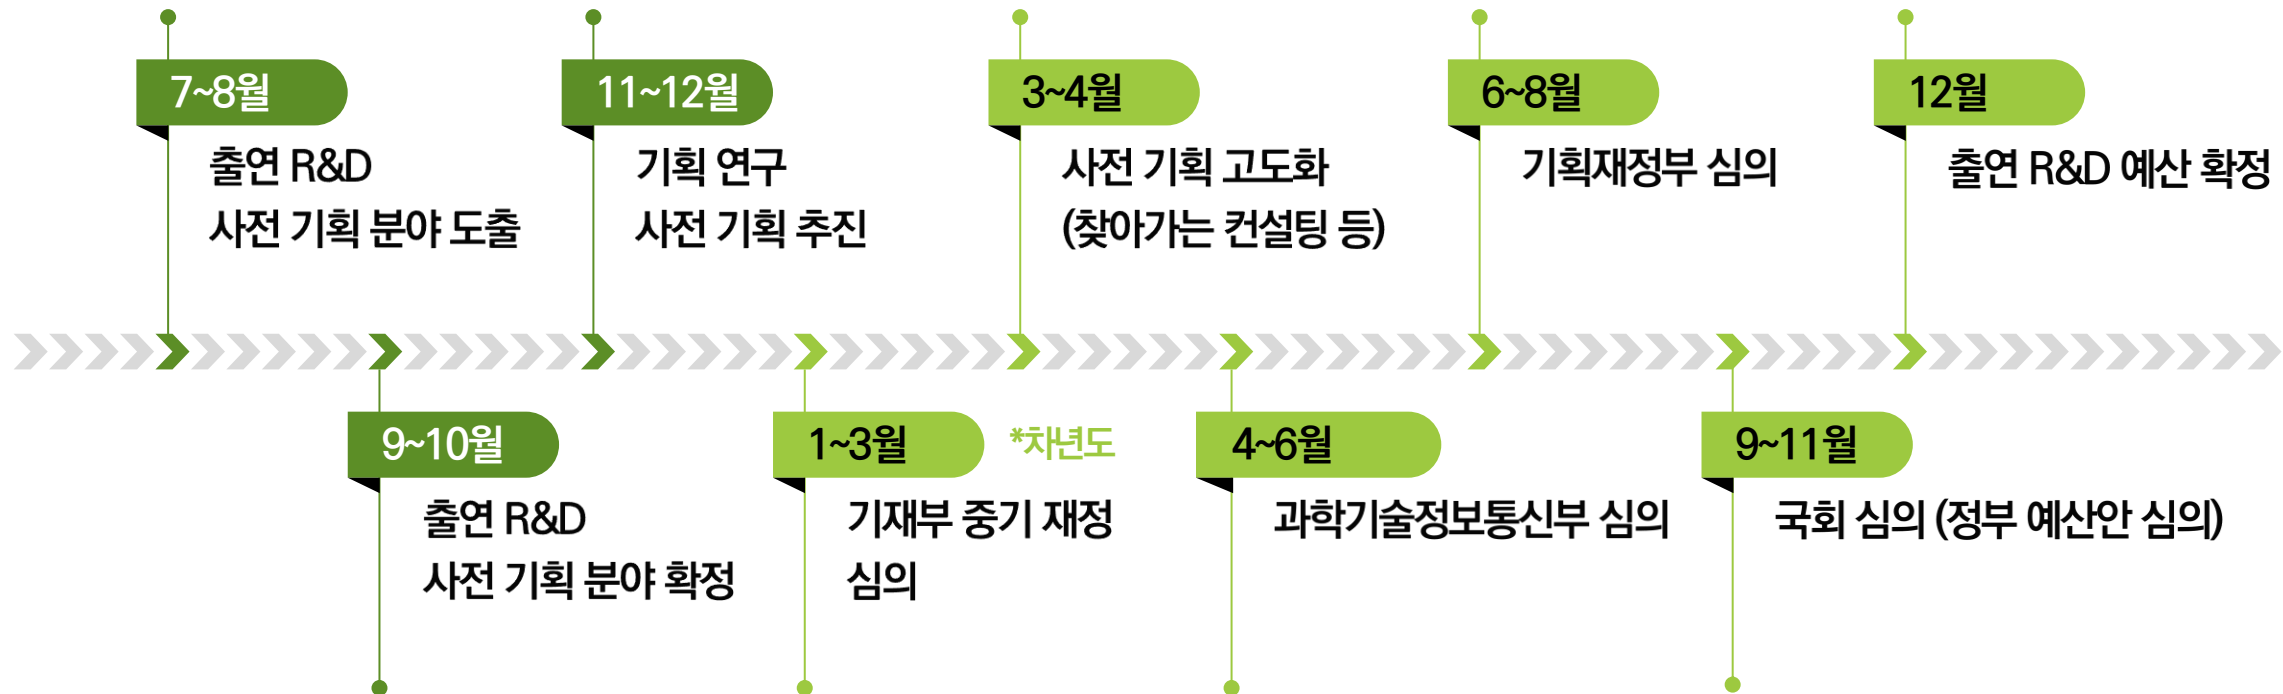 7~8월
출연 R&D
사전 기획 분야 도출
9~10월
출연 R&D
사전 기획 분야 확정
11~12월
기획 연구
사전 기획 추진
1~3월
*차년도
기재부 중기 재정
심의
3~4월
사전 기획 고도화
(찾아가는 컨설팅 등)
4~6월
과학기술정보통신부 심의
6~8월
기획재정부 심의
9~11월
국회 심의 (정부 예산안 심의)
12월
출연 R&D 예산 확정